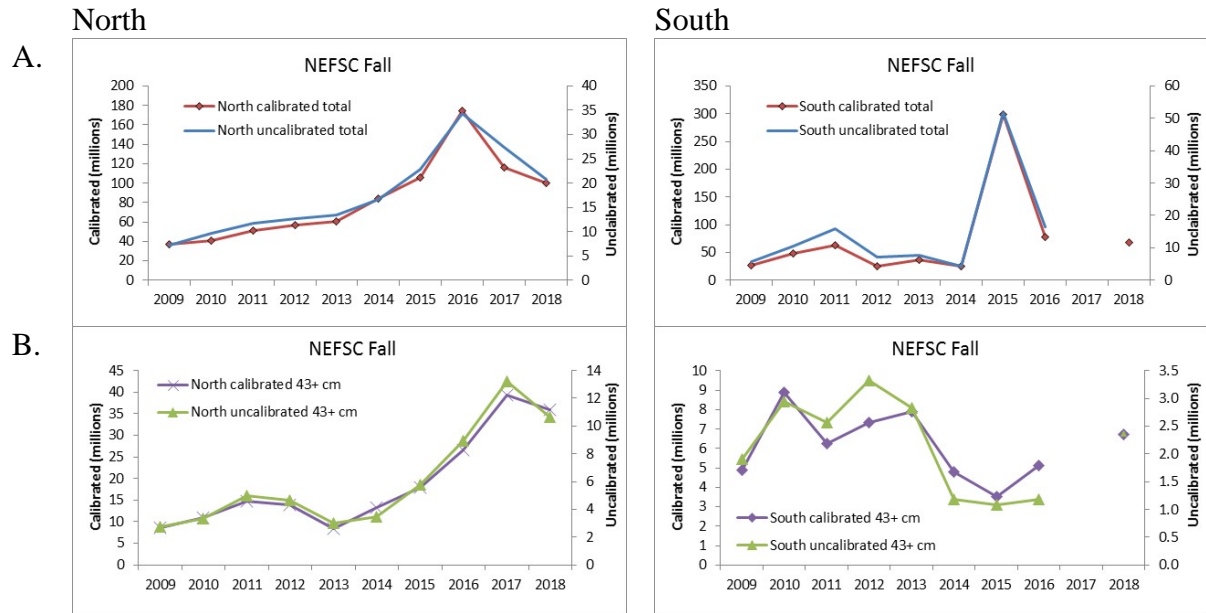 North
South
A.
NEFSC Fall
North calibrated total
North uncalibrated total
Calibrated (millions)
200
180
160
140
120
100
80
60
40
20
0
40
35
30
25
20
15
10
5
0
Uncalibrated (millions)
2009 2010 2011 2012 2013 2014 2015 2016 2017 2018
NEFSC Fall
South calibrated total
South uncalibrated total
Calibrated (millions)
350
300
250
200
150
100
50
0
60
50
40
30
20
10
0
Unclaibrated (millions)
2009 2010 2011 2012 2013 2014 2015 2016 2017 2018
B.
NEFSC Fall
North calibrated 43+ cm
North uncalibrated 43+ cm
Calibrated (millions)
45
40
35
30
25
20
15
10
5
0
14
12
10
8
6
4
2
0
Uncalibrated (millions)
2009 2010 2011 2012 2013 2014 2015 2016 2017 2018
NEFSC Fall
South calibrated 43+ cm
South uncalibrated 43+ cm
Calibrated (millions)
10
9
8
7
6
5
4
3
2
1
0
3.5
3.0
2.5
2.0
1.5
1.0
0.5
0.0
Uncalibrated (millions)
2009 2010 2011 2012 2013 2014 2015 2016 2017 2018